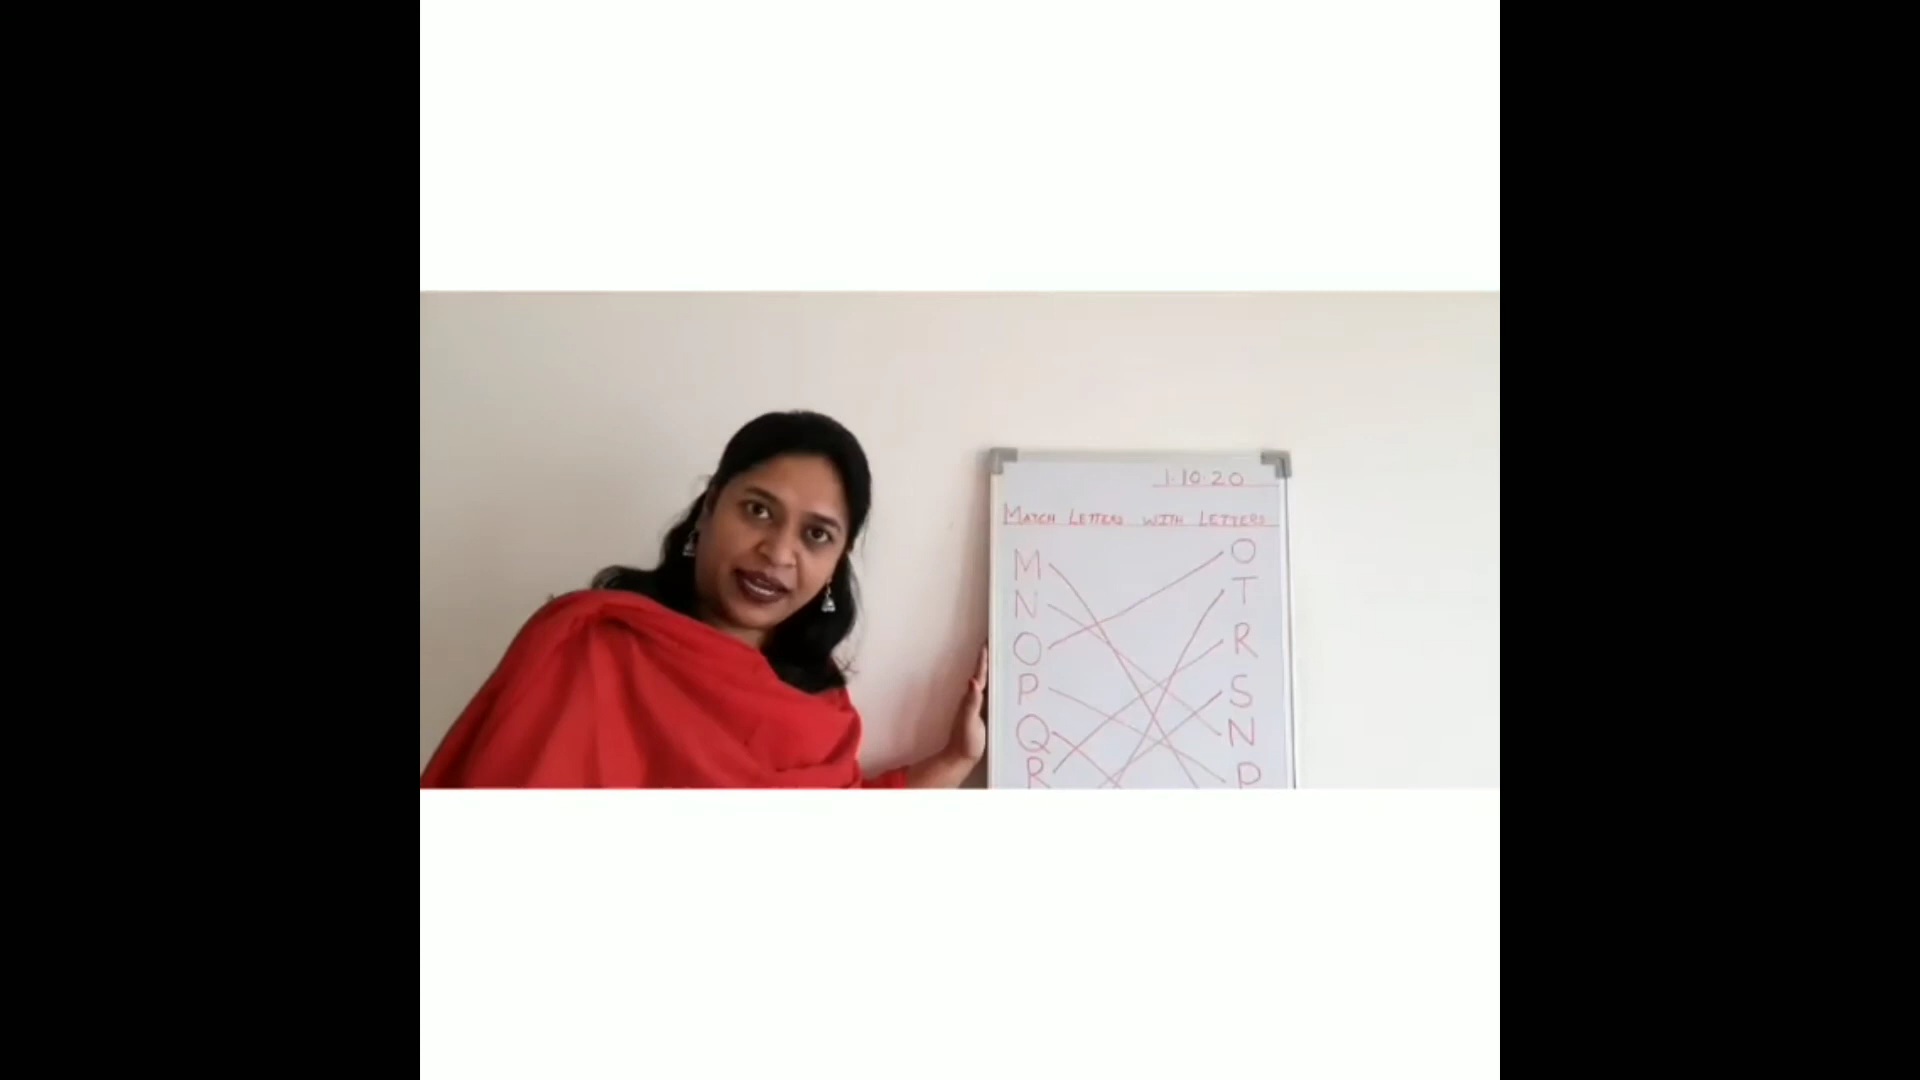 1.10.20
MATCH LETTERS WITH LETTERS
M O
N T
O R
P S
Q N
R P